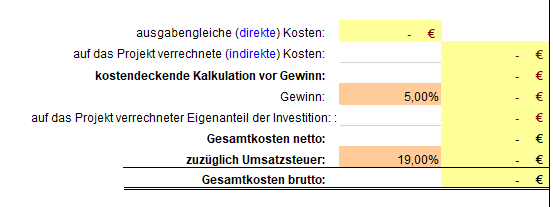 ausgabengleiche (direkte) Kosten: - €
auf das Projekt verrechnete (indirekte) Kosten: - €
kostendeckende Kalkulation vor Gewinn: - €
Gewinn: 5,00% - €
auf das Projekt verrechneter Eigenanteil der Investition: : - €
Gesamtkosten netto: - €
zuzüglich Umsatzsteuer: 19,00% - €
Gesamtkosten brutto: - €